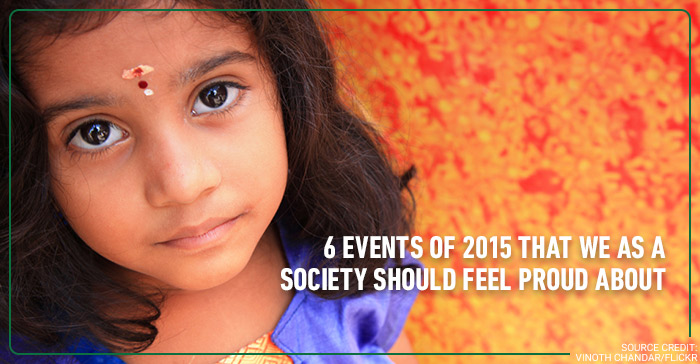 6 EVENTS OF 2015 THAT WE AS A
SOCIETY SHOULD FEEL PROUD ABOUT
SOURCE CREDIT:
VINOTH CHANDAR/FLICKR